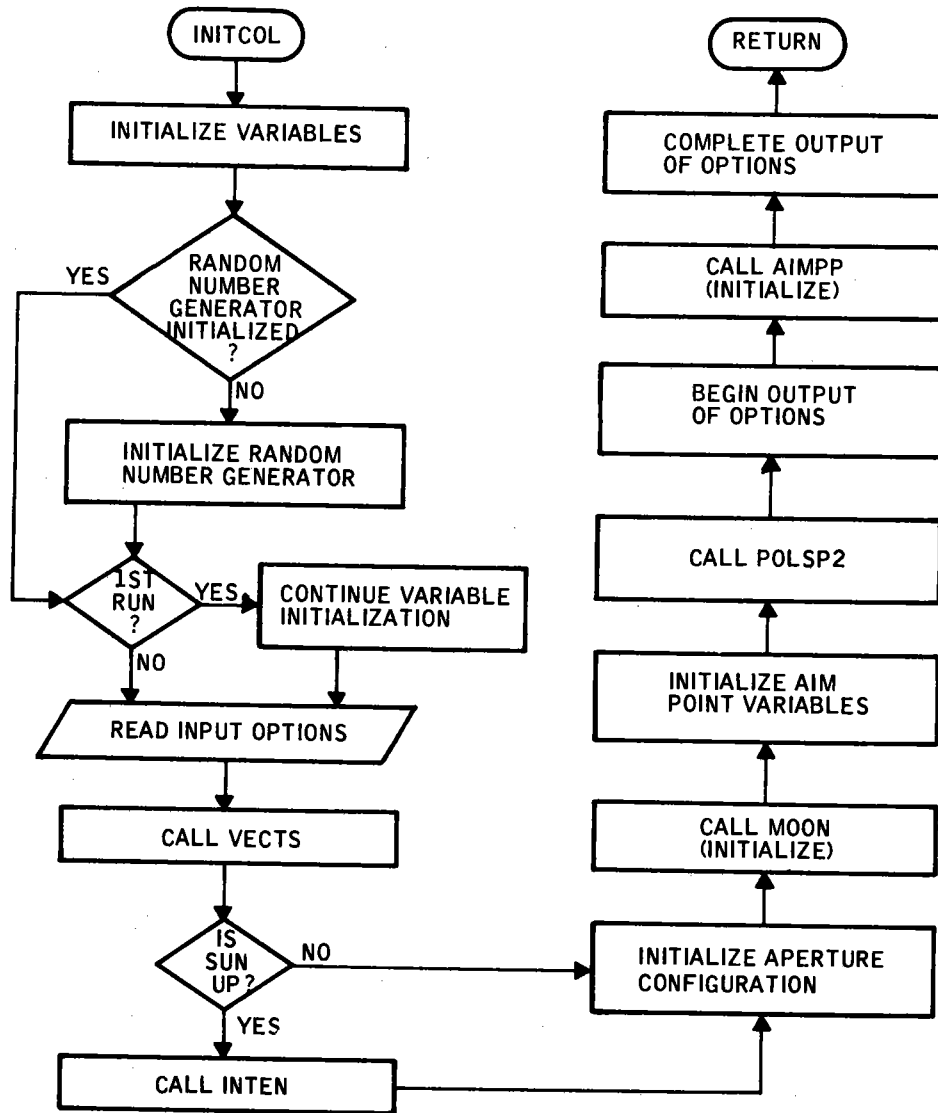 INITCOL
INITIALIZE VARIABLES
YES
RANDOM
NUMBER
GENERATOR
INITIALIZED
?
NO
INITIALIZE RANDOM
NUMBER GENERATOR
1ST
RUN
?
YES
NO
CONTINUE VARIABLE
INITIALIZATION
READ INPUT OPTIONS
CALL VECTS
IS
SUN
UP?
NO
YES
CALL INTEN
RETURN
COMPLETE OUTPUT
OF OPTIONS
CALL AIMPP
(INITIALIZE)
BEGIN OUTPUT
OF OPTIONS
CALL POLSP2
INITIALIZE AIM
POINT VARIABLES
CALL MOON
(INITIALIZE)
INITIALIZE APERTURE
CONFIGURATION